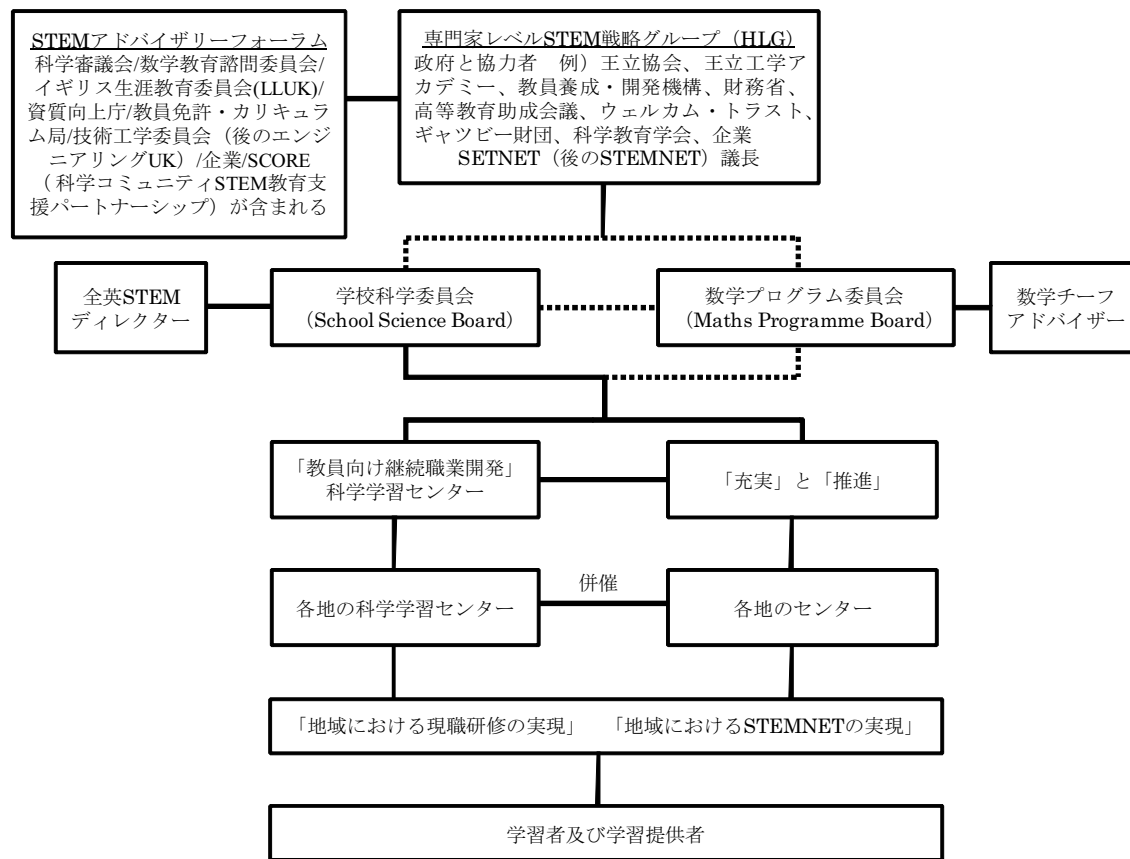 STEMアドバイザリーフォーラム
科学審議会/数学教育諮問委員会/
イギリス生涯教育委員会(LLUK)/
資質向上庁/教員免許・カリキュラ
ム局/技術工学委員会（後のエンジ
ニアリングUK）/企業/SCORE
（科学コミュニティSTEM教育支
援パートナーシップ）が含まれる
専門家レベルSTEM戦略グループ（HLG）
政府と協力者　例）王立協会、王立工学ア
カデミー、教員養成・開発機構、財務省、
高等教育助成会議、ウェルカム・トラスト、
ギャツビー財団、科学教育学会、企業
SETNET（後のSTEMNET）議長
全英STEM
ディレクター
学校科学委員会
（School Science Board）
数学プログラム委員会
（Maths Programme Board）
数学チーフ
アドバイザー
「教員向け継続職業開発」
科学学習センター
「充実」と「推進」
各地の科学学習センター
併催
各地のセンター
「地域における現職研修の実現」　「地域におけるSTEMNETの実現」
学習者及び学習提供者